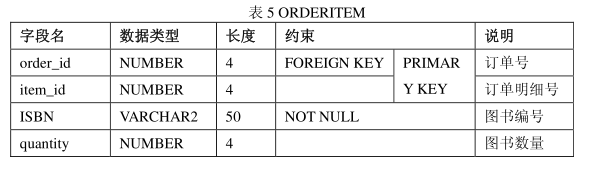 表 5 ORDERITEM
字段名 数据类型 长度 约束 说明
order_id NUMBER 4 FOREIGN KEY PRIMAR 订单号
item_id NUMBER 4 Y KEY 订单明细号
ISBN VARCHAR2 50 NOT NULL 图书编号
quantity NUMBER 4 图书数量